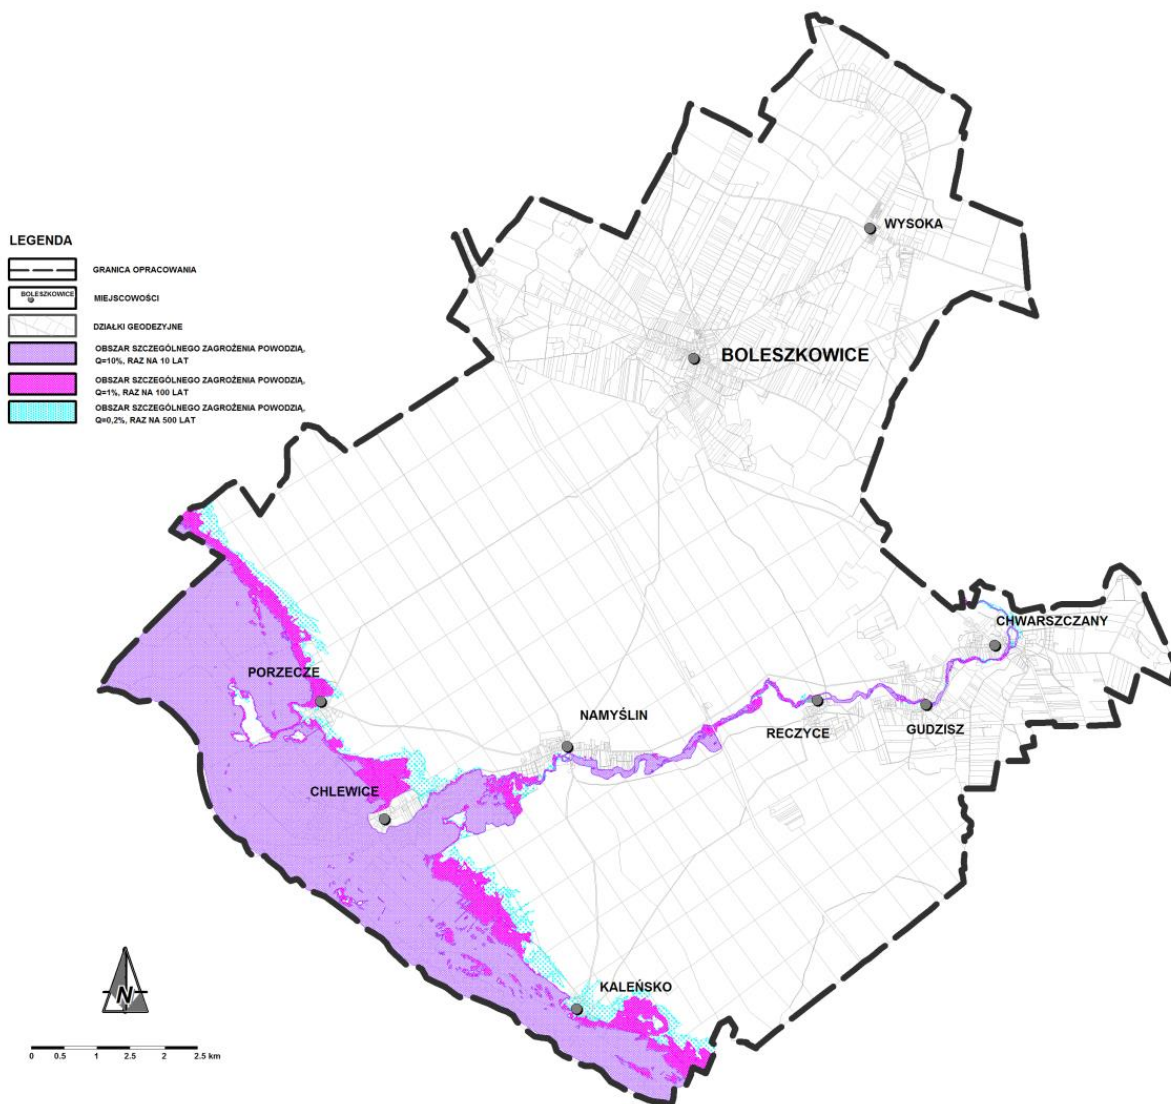 WYSOKA
LEGENDA
GRANICA OPRACOWANIA
BOLESZKOWICE
MIEJSCOWOŚCI
DZIAŁKI GEODEZYJNE
OBSZAR SZCZEGÓLNEGO ZAGROŻENIA POWODZIĄ,
Q=10%, RAZ NA 10 LAT
OBSZAR SZCZEGÓLNEGO ZAGROŻENIA POWODZIĄ,
Q=1%, RAZ NA 100 LAT
OBSZAR SZCZEGÓLNEGO ZAGROŻENIA POWODZIĄ,
Q=0,2%, RAZ NA 500 LAT
BOLESZKOWICE
CHWARSZCZANY
PORZECZE
NAMYŚLIN
RECZYCE
GUDZISZ
CHLEWICE
KALEŃSKO
N
0 0.5 1 2 2.5 km